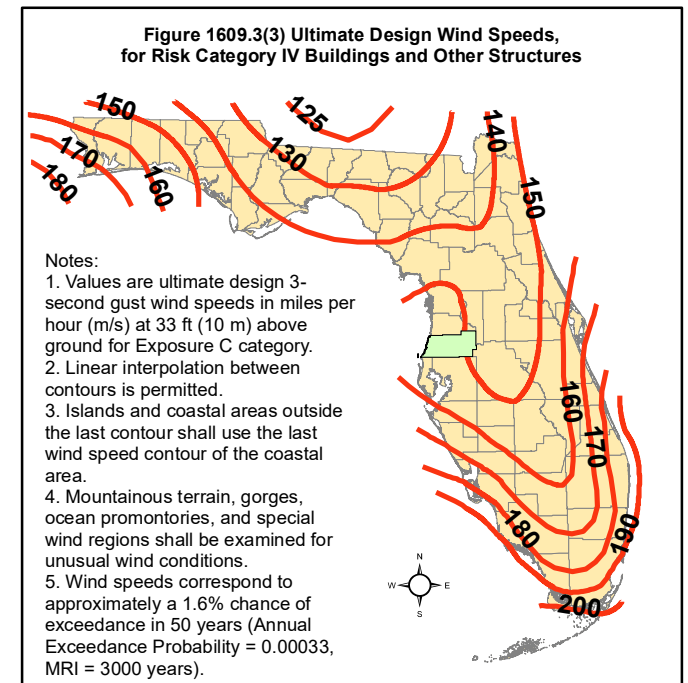 Figure 1609.3(3) Ultimate Design Wind Speeds,
for Risk Category IV Buildings and Other Structures
125
150
130
140
170
180
160
150
Notes:
1. Values are ultimate design 3-
second gust wind speeds in miles per
hour (m/s) at 33 ft (10 m) above
ground for Exposure C category.
2. Linear interpolation between
contours is permitted.
3. Islands and coastal areas outside
the last contour shall use the last
wind speed contour of the coastal
area.
4. Mountainous terrain, gorges,
ocean promontories, and special
wind regions shall be examined for
unusual wind conditions.
5. Wind speeds correspond to
approximately a 1.6% chance of
exceedance in 50 years (Annual
Exceedance Probability = 0.00033,
MRI = 3000 years).
160
170
180
190
200
N
W E
S